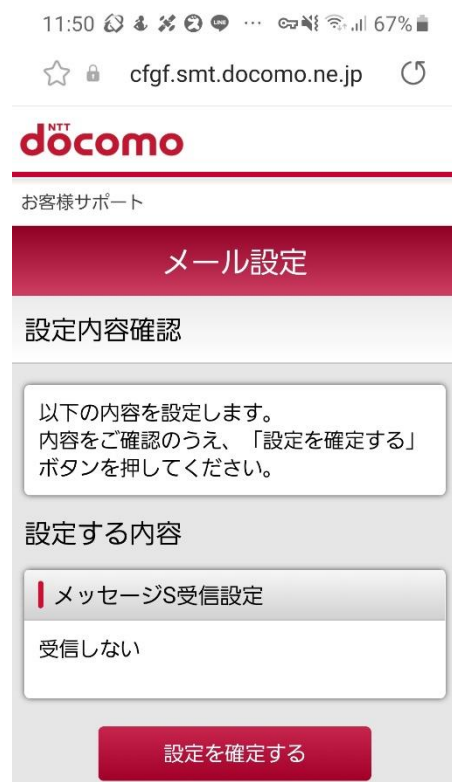 11:50 ... 67%
cfgf.smt.docomo.ne.jp
NTT
döcomo
お客様サポート
メール設定
設定内容確認
以下の内容を設定します。
内容をご確認のうえ、「設定を確定する」
ボタンを押してください。
設定する内容
メッセージS受信設定
受信しない
設定を確定する